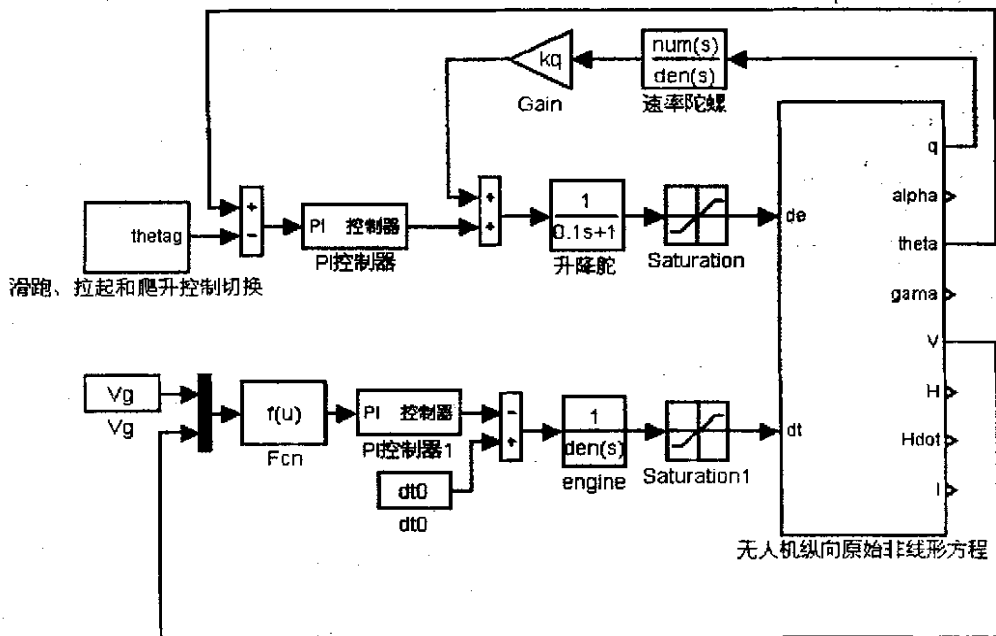 kq
Gain
num(s)
den(s)
速率陀螺
q
alpha
theta
gama
V
H
Hdot
l
de
dt
无人机纵向原始非线形方程
thetag
滑跑、拉起和爬升控制切换
+
−
PI 控制器
PI控制器
+
+
1
0.1s+1
升降舵
Saturation
Vg
Vg
f(u)
Fcn
PI 控制器
PI控制器1
−
+
dt0
dt0
1
den(s)
engine
Saturation1